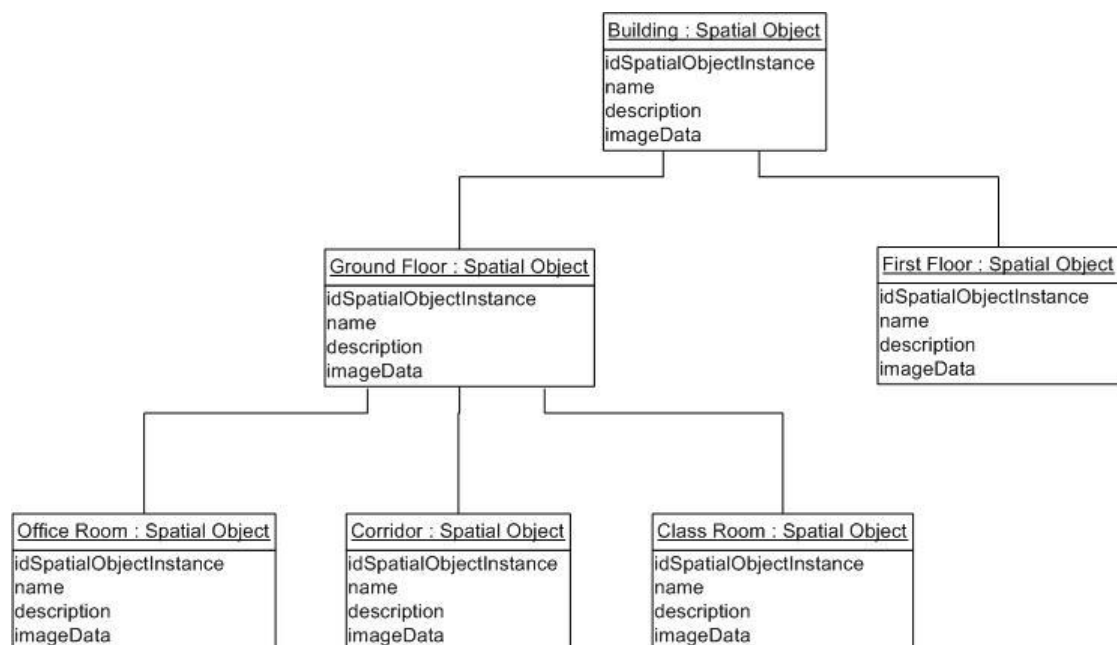 Building : Spatial Object
idSpatialObjectInstance
name
description
imageData
Ground Floor : Spatial Object
idSpatialObjectInstance
name
description
imageData
First Floor : Spatial Object
idSpatialObjectInstance
name
description
imageData
Office Room : Spatial Object
idSpatialObjectInstance
name
description
imageData
Corridor : Spatial Object
idSpatialObjectInstance
name
description
imageData
Class Room : Spatial Object
idSpatialObjectInstance
name
description
imageData